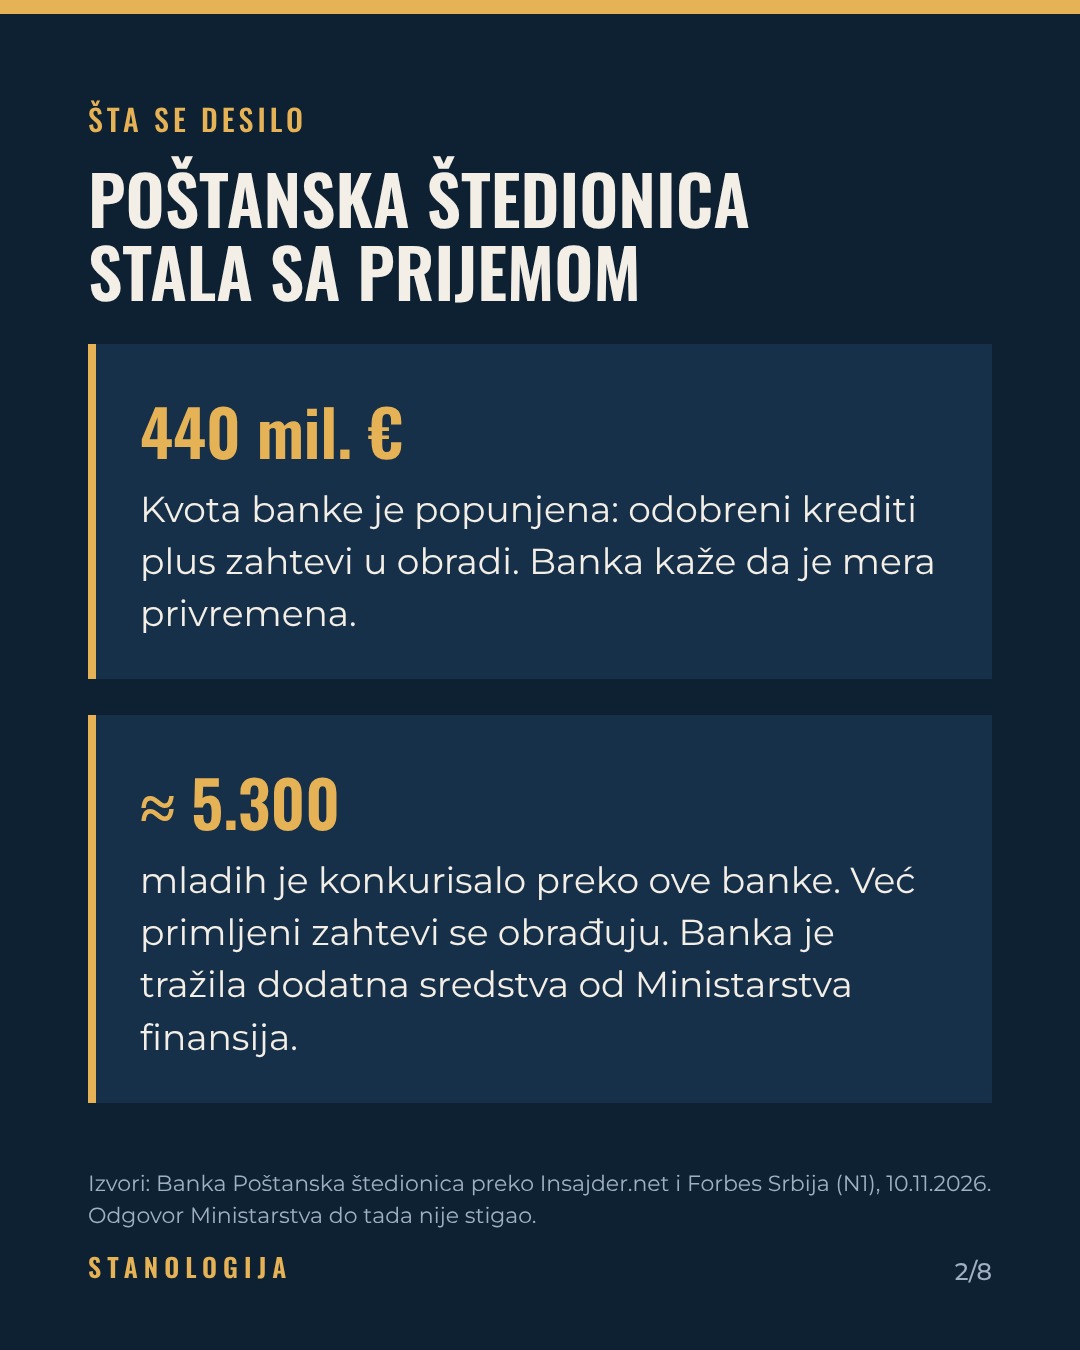 ŠTA SE DESILO
POŠTANSKA ŠTEDIONICA
STALA SA PRIJEMOM
440 mil. €
Kvota banke je popunjena: odobreni krediti
plus zahtevi u obradi. Banka kaže da je mera
privremena.
≈ 5.300
mladih je konkurisalo preko ove banke. Već
primljeni zahtevi se obrađuju. Banka je
tražila dodatna sredstva od Ministarstva
finansija.
Izvori: Banka Poštanska štedionica preko Insajder.net i Forbes Srbija (N1), 10.11.2026.
Odgovor Ministarstva do tada nije stigao.
STANOLOGIJA
2/8